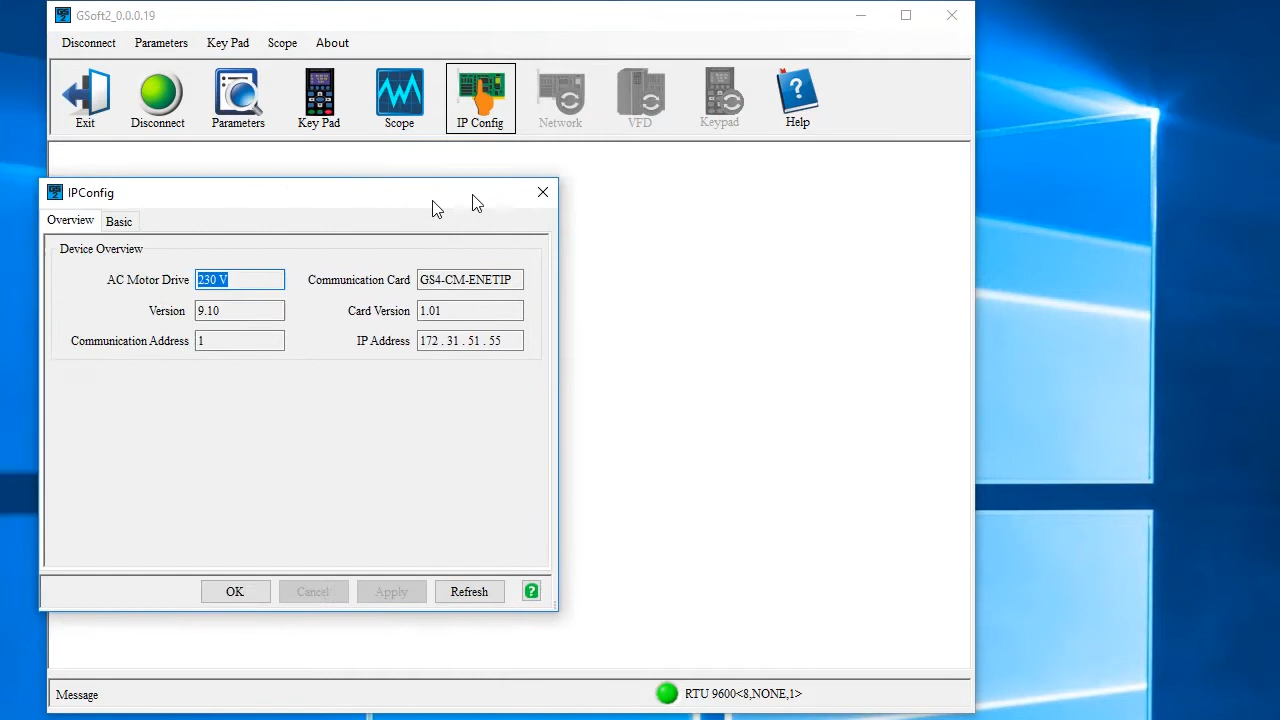 GSoft2_0.0.0.19
Disconnect Parameters Key Pad Scope About
Exit Disconnect Parameters Key Pad Scope IP Config Network VFD Keypad Help
IPConfig
Overview Basic
Device Overview
AC Motor Drive 230 V Communication Card GS4-CM-ENETIP
Version 9.10 Card Version 1.01
Communication Address 1 IP Address 172 . 31 . 51 . 55
OK Cancel Apply Refresh ?
Message RTU 9600<8,NONE,1>